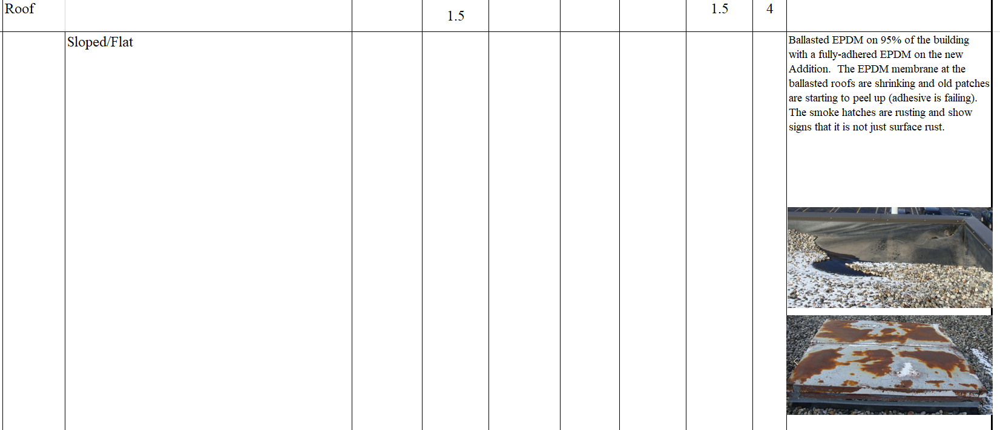 Roof
1.5
1.5
4
Sloped/Flat
Ballasted EPDM on 95% of the building
with a fully-adhered EPDM on the new
Addition.  The EPDM membrane at the
ballasted roofs are shrinking and old patches
are starting to peel up (adhesive is failing).
The smoke hatches are rusting and show
signs that it is not just surface rust.